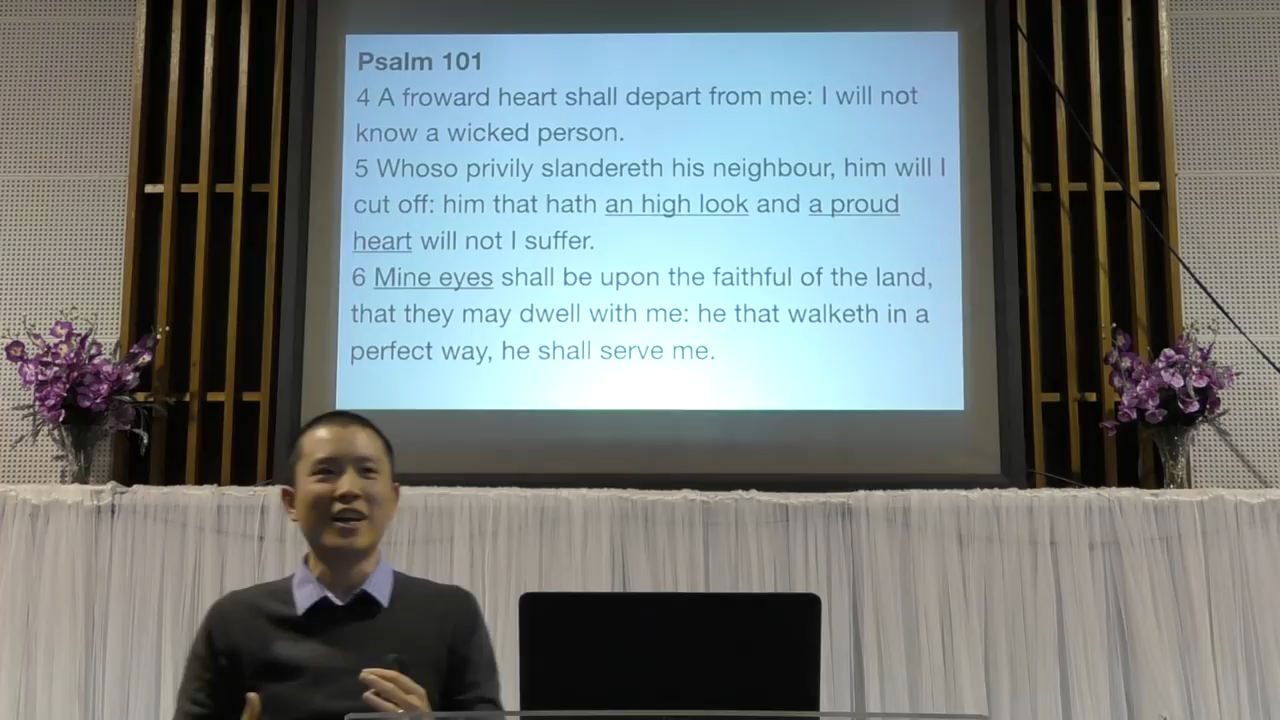 Psalm 101
4 A froward heart shall depart from me: I will not
know a wicked person.
5 Whoso privily slandereth his neighbour, him will I
cut off: him that hath an high look and a proud
heart will not I suffer.
6 Mine eyes shall be upon the faithful of the land,
that they may dwell with me: he that walketh in a
perfect way, he shall serve me.